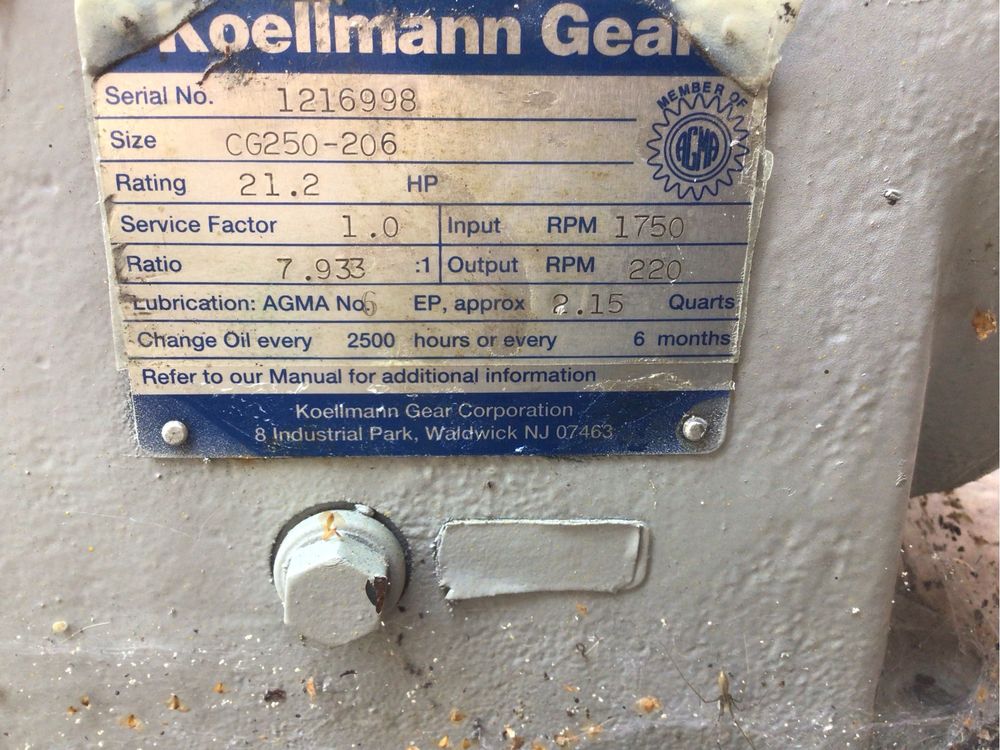 Koellmann Gear
MEMBER OF
AGMA
Serial No. 1216998
Size CG250-206
Rating 21.2 HP
Service Factor 1.0 Input RPM 1750
Ratio 7.933 :1 Output RPM 220
Lubrication: AGMA No. 6 EP, approx 2.15 Quarts
Change Oil every 2500 hours or every 6 months
Refer to our Manual for additional information
Koellmann Gear Corporation
8 Industrial Park, Waldwick NJ 07463